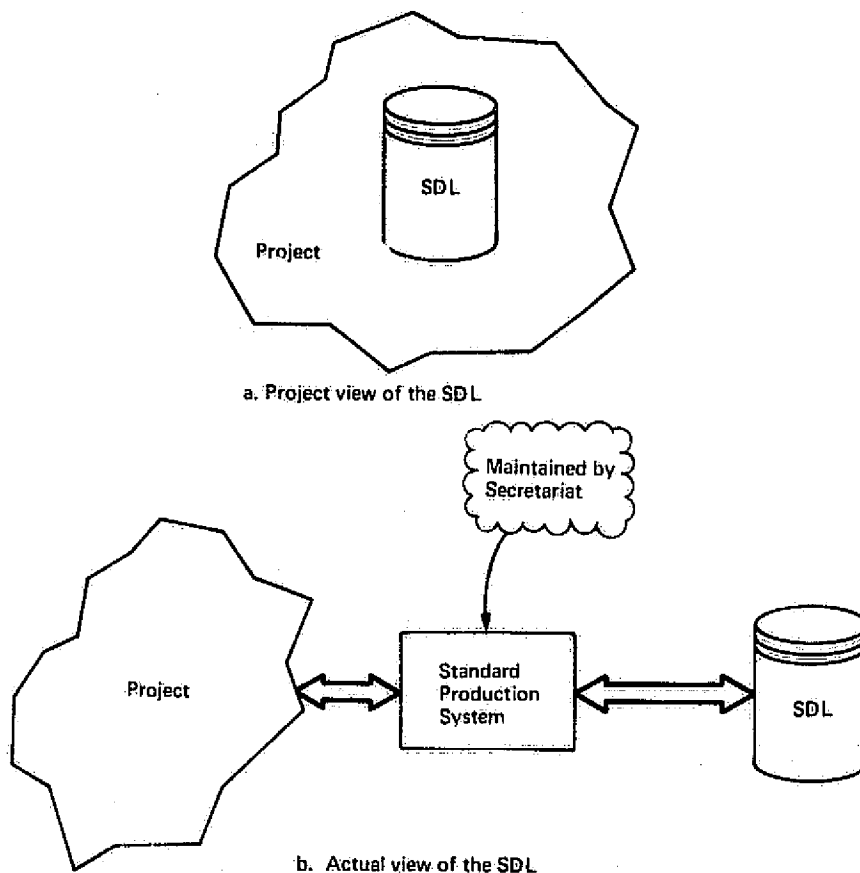 SDL
Project
a. Project view of the SDL
Maintained by
Secretariat
Project
Standard
Production
System
SDL
b. Actual view of the SDL